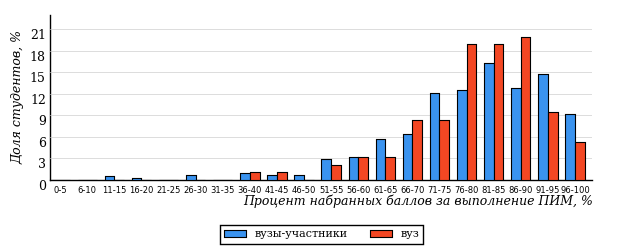 Доля студентов, %
21
18
15
12
9
6
3
0
0-5 6-10 11-15 16-20 21-25 26-30 31-35 36-40 41-45 46-50 51-55 56-60 61-65 66-70 71-75 76-80 81-85 86-90 91-95 96-100
Процент набранных баллов за выполнение ПИМ, %
вузы-участники вуз